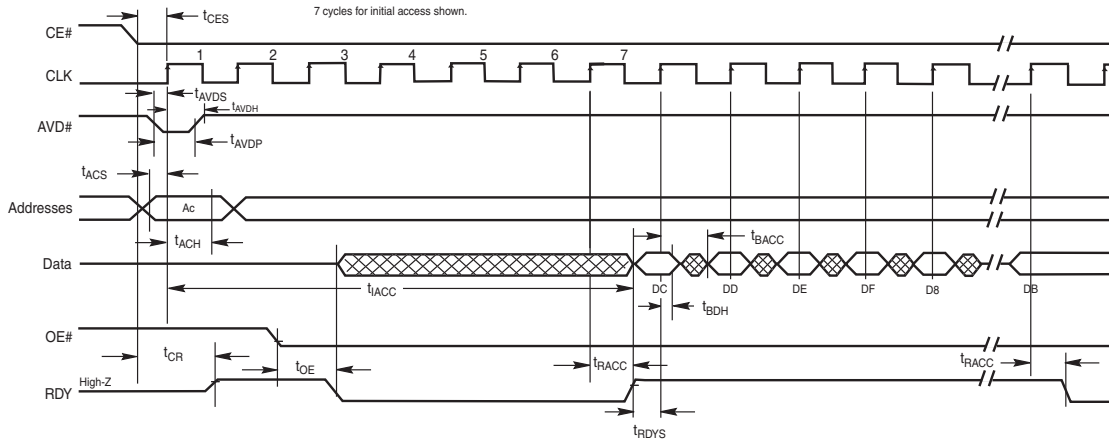 7 cycles for initial access shown.
tCES
CE#
1 2 3 4 5 6 7
CLK
tAVDS
tAVDH
AVD#
tAVDP
tACS
Addresses
Ac
tACH
tBACC
Data
DC DD DE DF D8 DB
tIACC
tBDH
OE#
tCR
tOE
tRACC
tRACC
High-Z
RDY
tRDYS